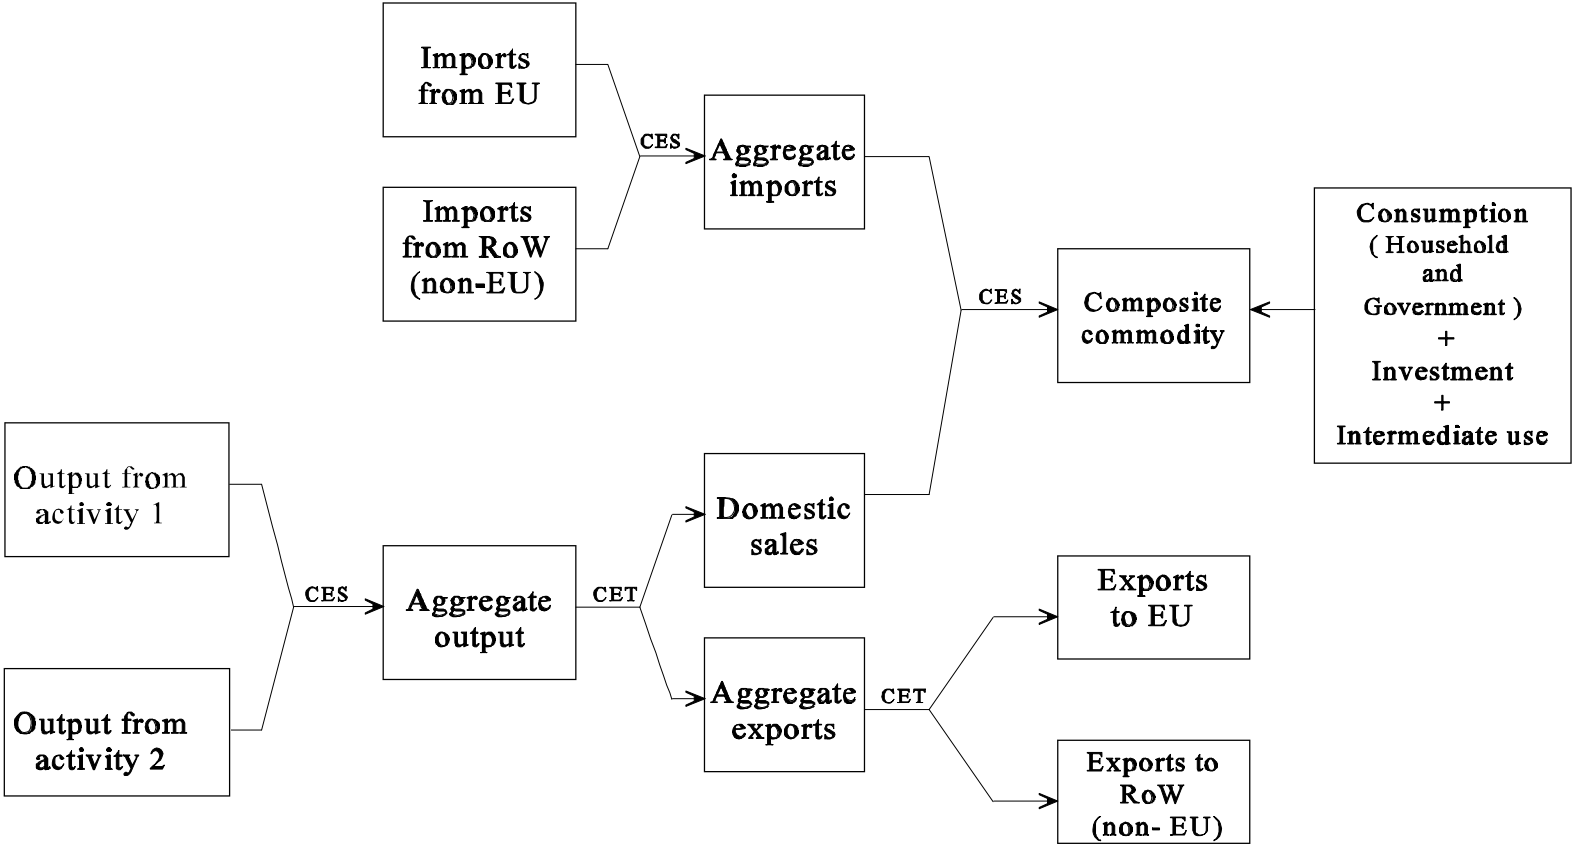 Imports
from EU
CES
Aggregate
imports
Imports
from RoW
(non-EU)
Consumption
( Household
and
Government )
+
Investment
+
Intermediate use
CES
Composite
commodity
Output from
activity 1
Domestic
sales
CES
Aggregate
output
CET
Exports
to EU
Output from
activity 2
Aggregate
exports
CET
Exports to
RoW
(non- EU)